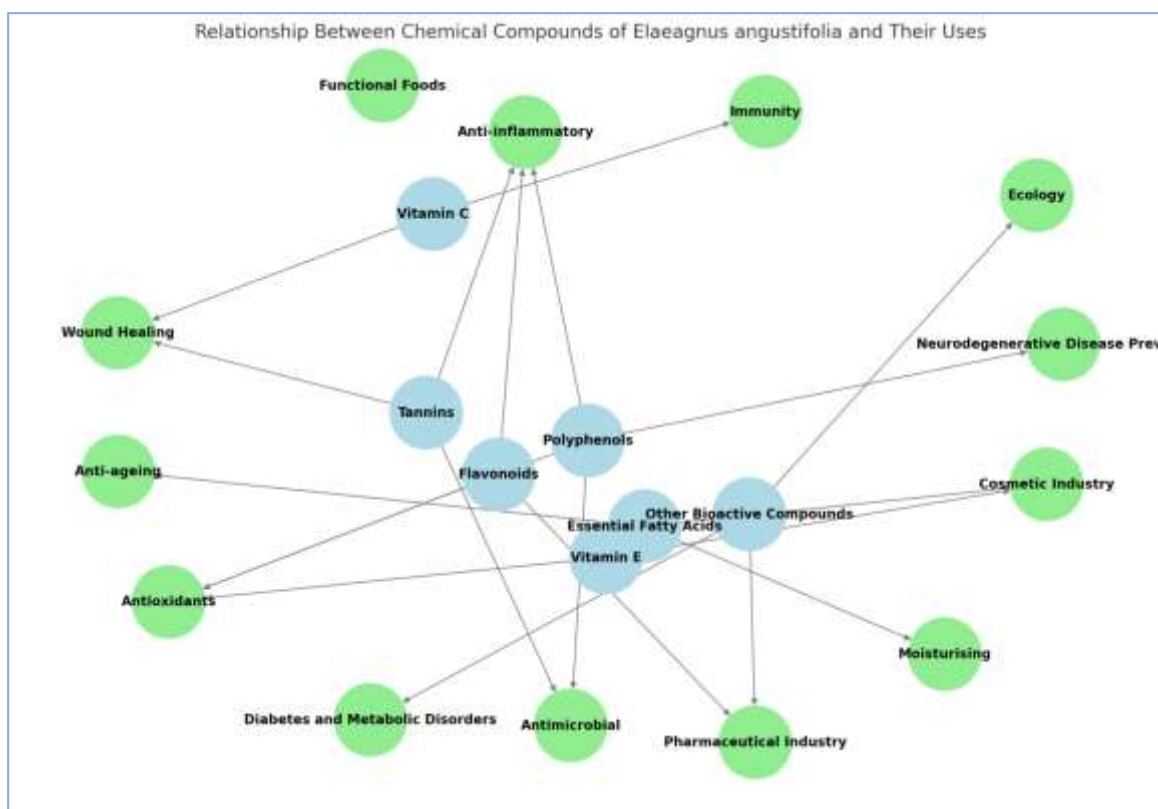 Relationship Between Chemical Compounds of Elaeagnus angustifolia and Their Uses
Functional Foods
Anti-inflammatory
Immunity
Ecology
Vitamin C
Wound Healing
Neurodegenerative Disease Prev
Tannins
Polyphenols
Anti-ageing
Flavonoids
Cosmetic Industry
Other Bioactive Compounds
Essential Fatty Acids
Vitamin E
Antioxidants
Moisturising
Diabetes and Metabolic Disorders
Antimicrobial
Pharmaceutical Industry